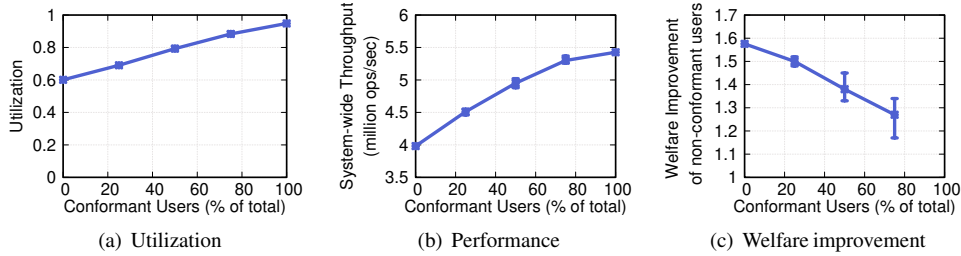 1
0.8
0.6
0.4
0.2
0
Utilization
0 20 40 60 80 100
Conformant Users (% of total)
(a) Utilization
6
5.5
5
4.5
4
3.5
System-wide Throughput
(million ops/sec)
0 20 40 60 80 100
Conformant Users (% of total)
(b) Performance
1.7
1.6
1.5
1.4
1.3
1.2
1.1
1
Welfare Improvement
of non-conformant users
0 20 40 60 80 100
Conformant Users (% of total)
(c) Welfare improvement